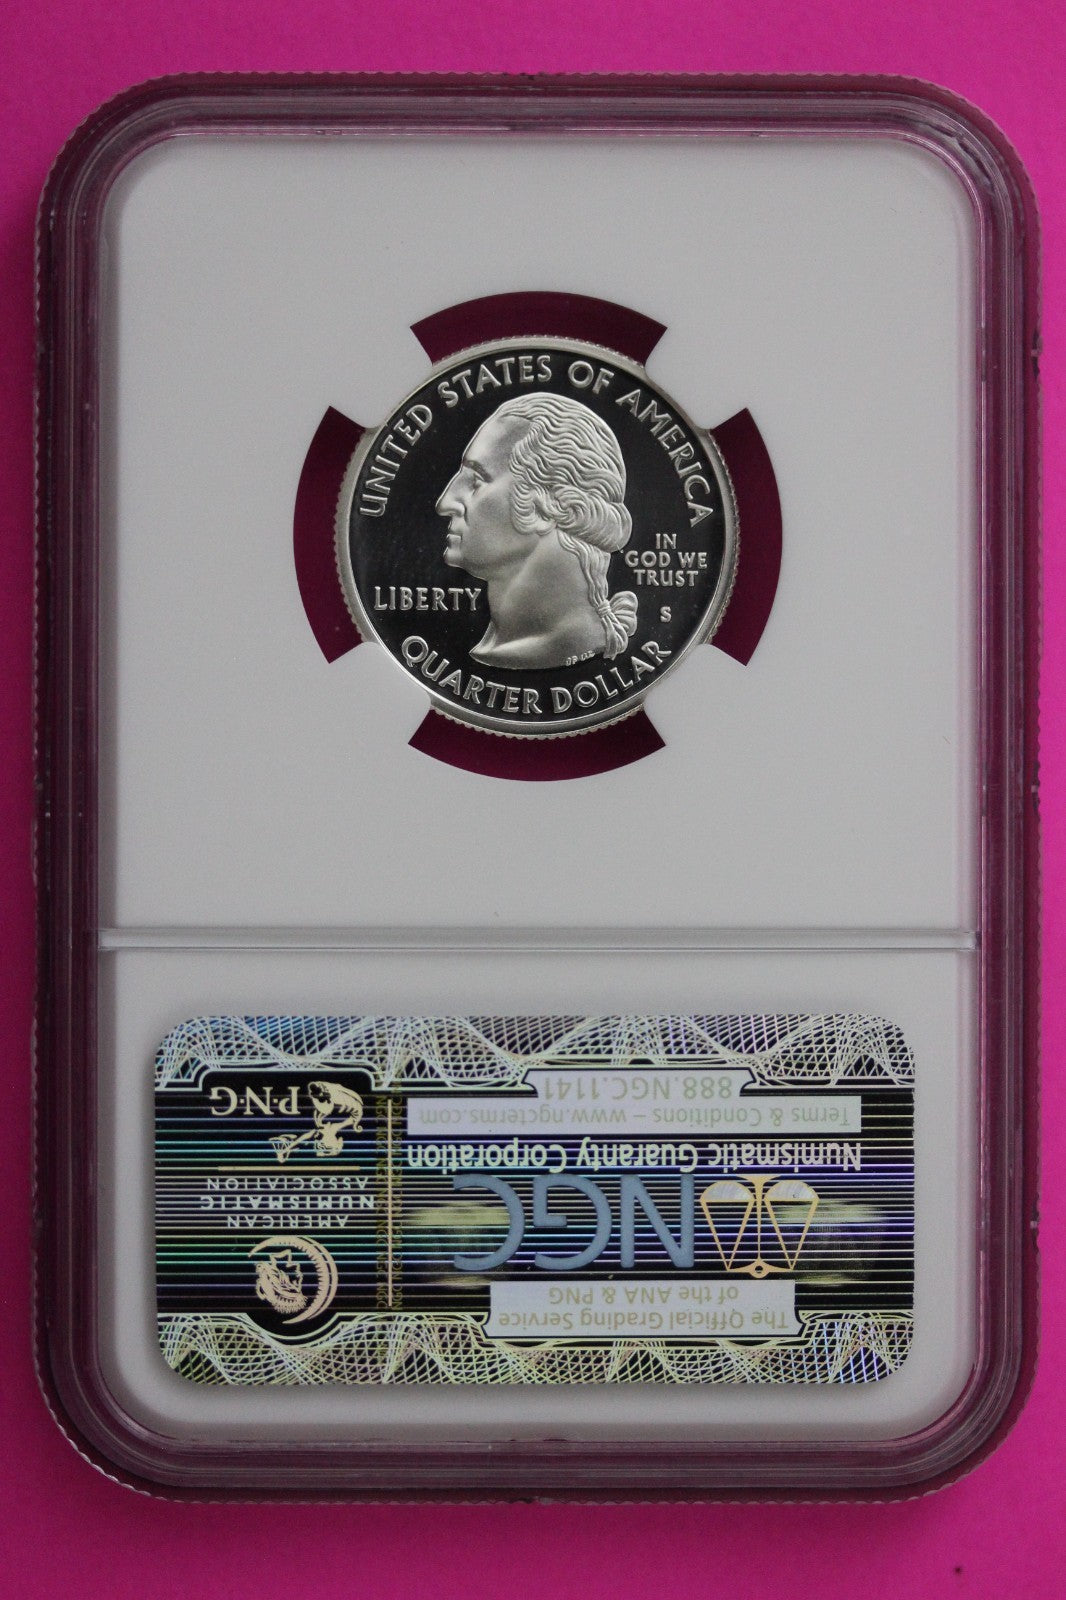 UNITED STATES OF AMERICA
LIBERTY
IN
GOD WE
TRUST
S
QUARTER DOLLAR
The Official Grading Service
of the ANA & PNG
NGC
Numismatic Guaranty Corporation
Terms & Conditions – www.ngcterms.com
888.NGC.1141
AMERICAN
NUMISMATIC
ASSOCIATION
P·N·G